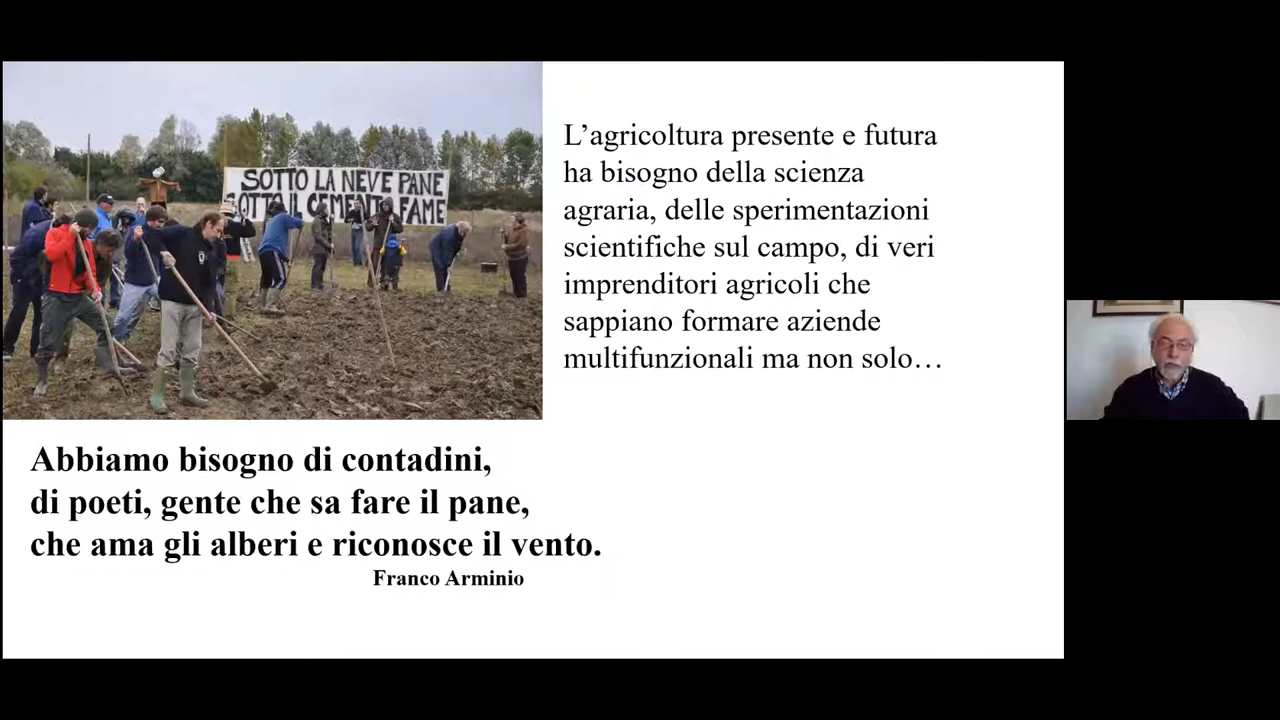 SOTTO LA NEVE PANE
SOTTO IL CEMENTO FAME
L’agricoltura presente e futura
ha bisogno della scienza
agraria, delle sperimentazioni
scientifiche sul campo, di veri
imprenditori agricoli che
sappiano formare aziende
multifunzionali ma non solo…
Abbiamo bisogno di contadini,
di poeti, gente che sa fare il pane,
che ama gli alberi e riconosce il vento.
Franco Arminio